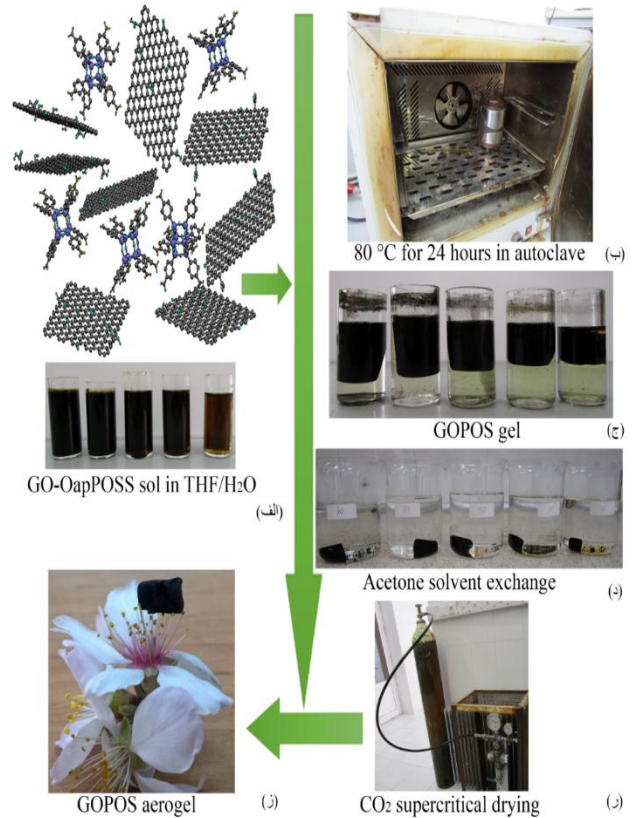 80 °C for 24 hours in autoclave
(ب
GO-OapPOSS sol in THF/H₂O
(الف
GOPOS gel
(ج
Acetone solvent exchange
(د
GOPOS aerogel
(ز
CO₂ supercritical drying
(ر